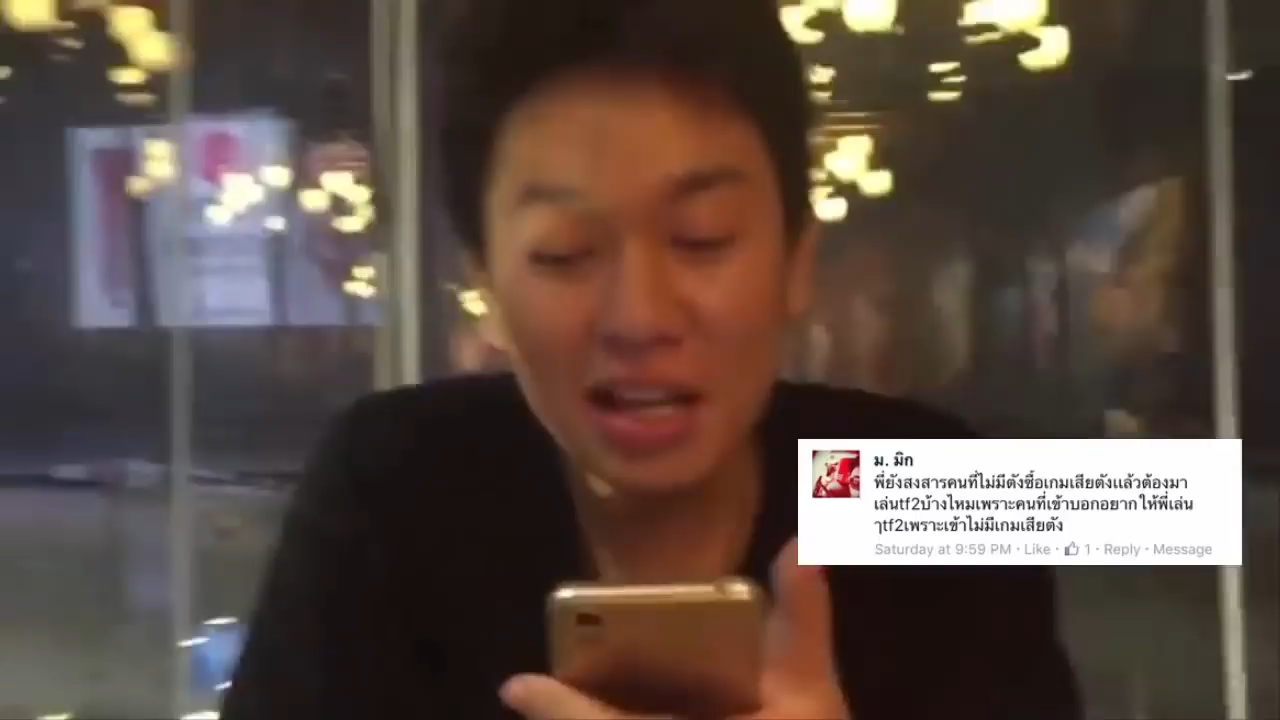 ม. มิก
พี่ยังสงสารคนที่ไม่มีตังซื้อเกมเสียตังแล้วต้องมา
เล่นtf2บ้างไหมเพราะคนที่เข้าบอกอยากให้พี่เล่น
ๆtf2เพราะเข้าไม่มีเกมเสียตัง
Saturday at 9:59 PM · Like · 1 · Reply · Message